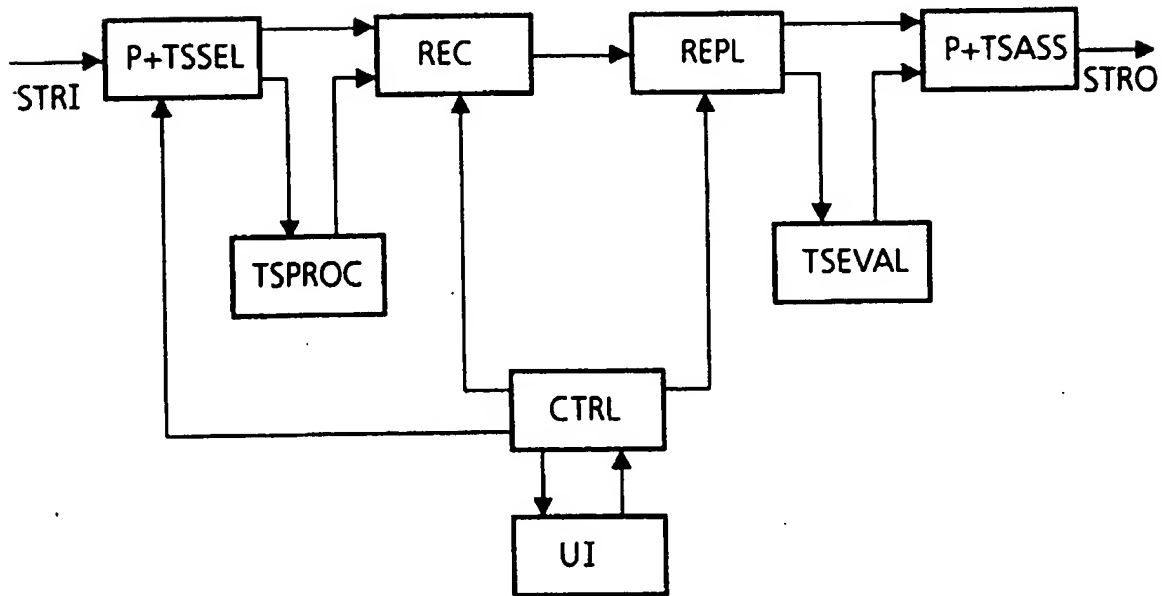 P+TSSEL
REC
REPL
P+TSASS
STRI
STRO
TSPROC
TSEVAL
CTRL
UI